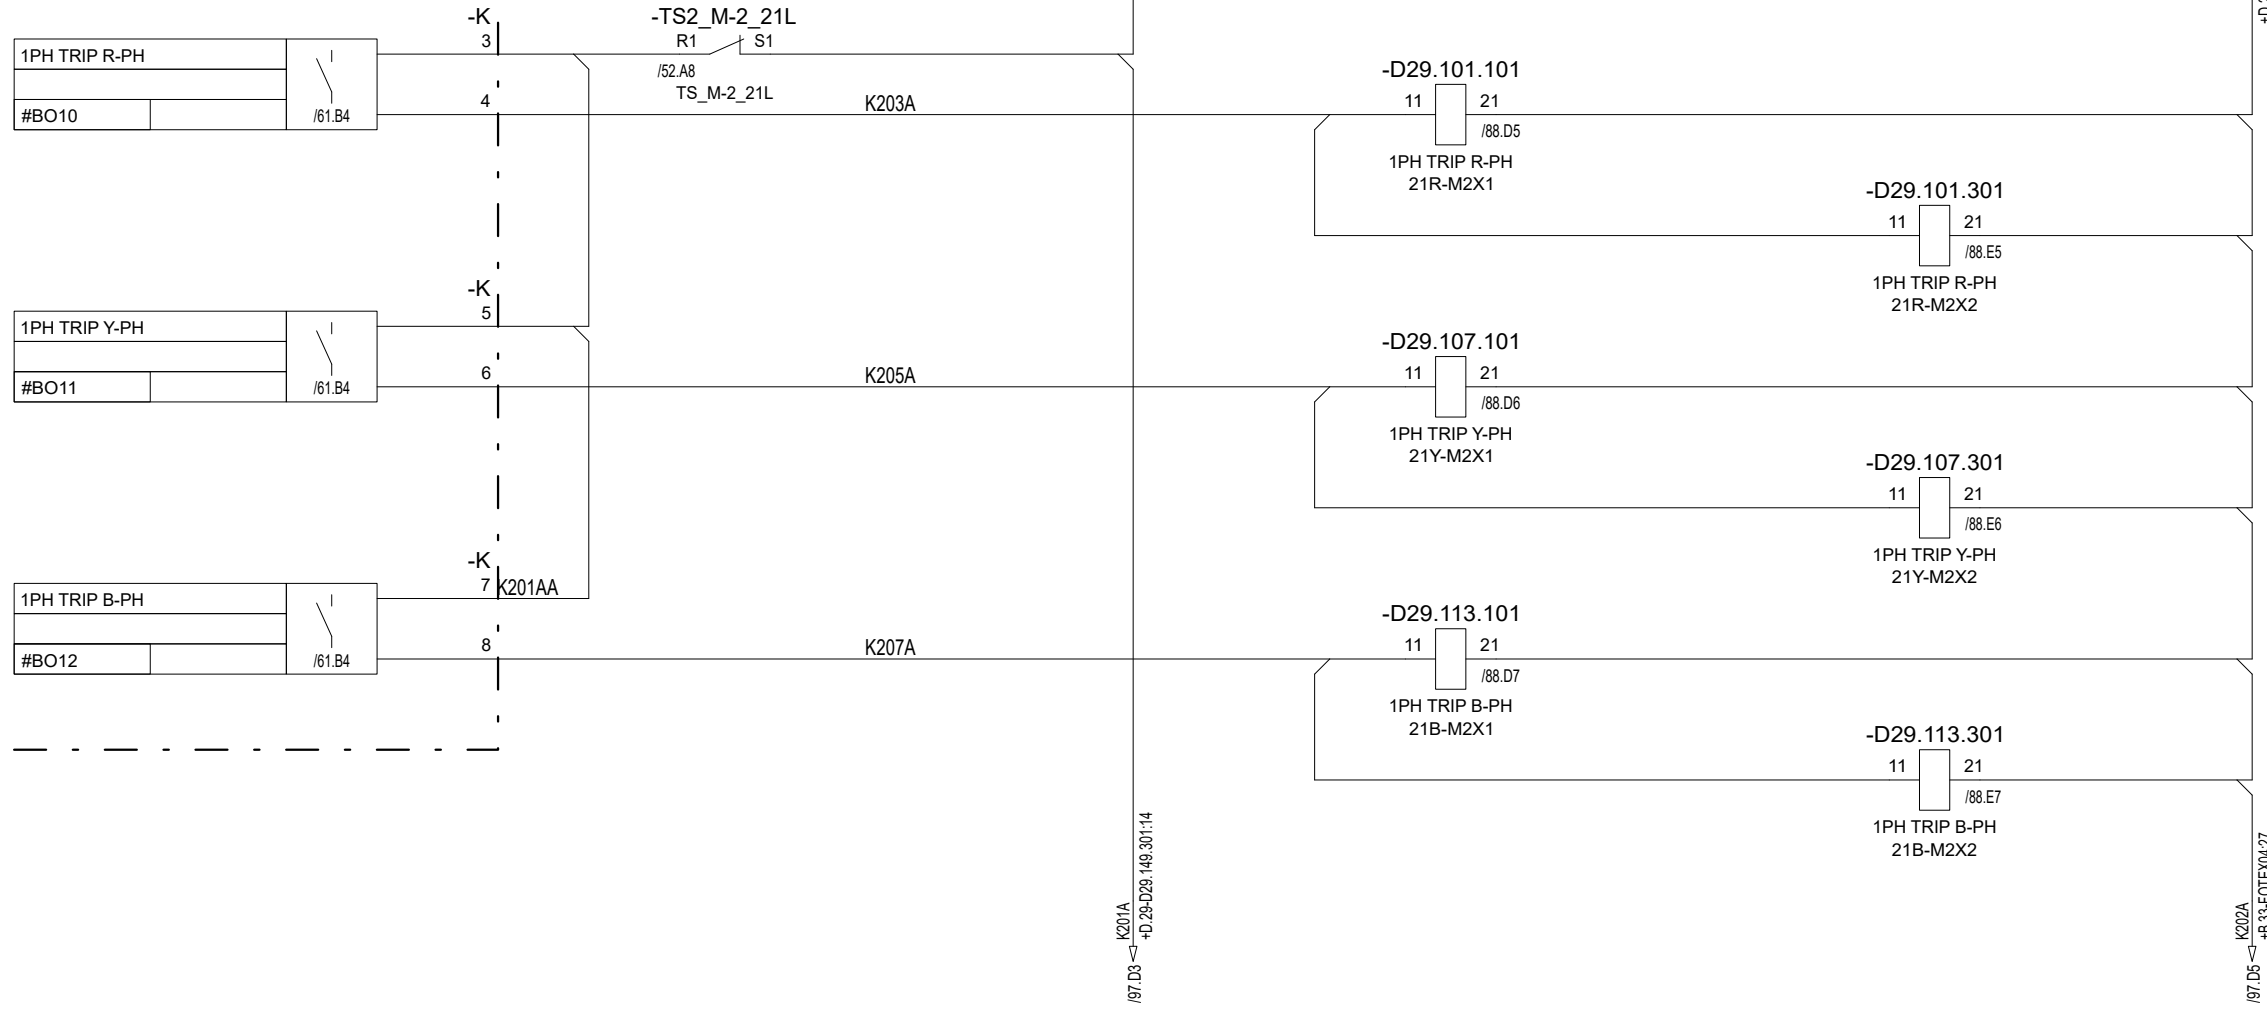 -K
-TS2_M-2_21L
3
R1
S1
1PH TRIP R-PH
/52.A8
TS_M-2_21L
4
#BO10
/61.B4
K203A
-D29.101.101
11
21
/88.D5
1PH TRIP R-PH
21R-M2X1
-D29.101.301
11
21
/88.E5
1PH TRIP R-PH
21R-M2X2
-K
5
1PH TRIP Y-PH
6
#BO11
/61.B4
K205A
-D29.107.101
11
21
/88.D6
1PH TRIP Y-PH
21Y-M2X1
-D29.107.301
11
21
/88.E6
1PH TRIP Y-PH
21Y-M2X2
-K
7
K201AA
1PH TRIP B-PH
8
#BO12
/61.B4
K207A
-D29.113.101
11
21
/88.D7
1PH TRIP B-PH
21B-M2X1
-D29.113.301
11
21
/88.E7
1PH TRIP B-PH
21B-M2X2
K201A
+D.29-D29.149.301:14
/97.D3
K202A
/97.D5